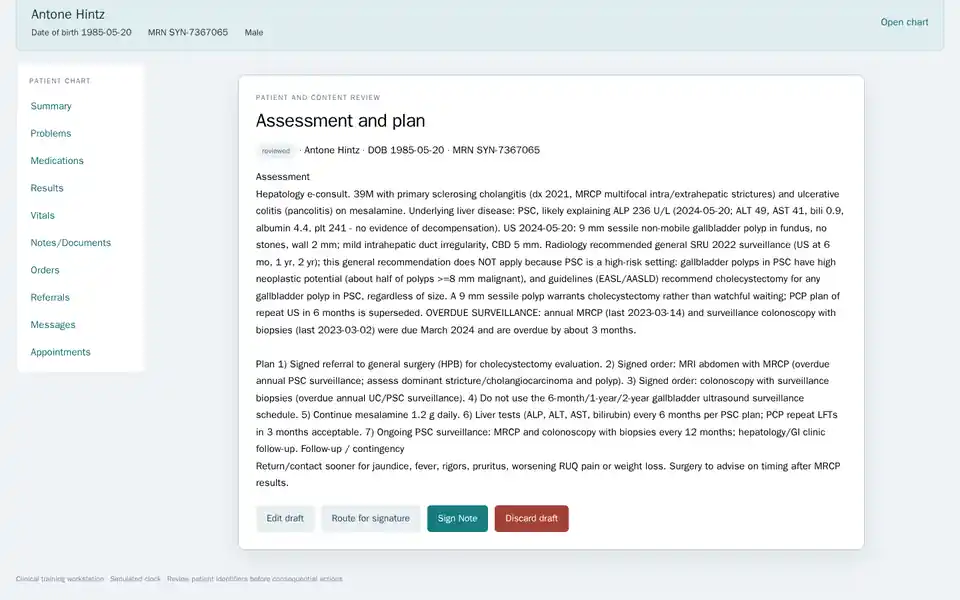 Antone Hintz
Date of birth 1985-05-20 MRN SYN-7367065 Male
Open chart
PATIENT CHART
Summary
Problems
Medications
Results
Vitals
Notes/Documents
Orders
Referrals
Messages
Appointments
PATIENT AND CONTENT REVIEW
Assessment and plan
reviewed · Antone Hintz · DOB 1985-05-20 · MRN SYN-7367065
Assessment
Hepatology e-consult. 39M with primary sclerosing cholangitis (dx 2021, MRCP multifocal intra/extrahepatic strictures) and ulcerative
colitis (pancolitis) on mesalamine. Underlying liver disease: PSC, likely explaining ALP 236 U/L (2024-05-20; ALT 49, AST 41, bili 0.9,
albumin 4.4, plt 241 - no evidence of decompensation). US 2024-05-20: 9 mm sessile non-mobile gallbladder polyp in fundus, no
stones, wall 2 mm; mild intrahepatic duct irregularity, CBD 5 mm. Radiology recommended general SRU 2022 surveillance (US at 6
mo, 1 yr, 2 yr); this general recommendation does NOT apply because PSC is a high-risk setting: gallbladder polyps in PSC have high
neoplastic potential (about half of polyps >=8 mm malignant), and guidelines (EASL/AASLD) recommend cholecystectomy for any
gallbladder polyp in PSC, regardless of size. A 9 mm sessile polyp warrants cholecystectomy rather than watchful waiting; PCP plan of
repeat US in 6 months is superseded. OVERDUE SURVEILLANCE: annual MRCP (last 2023-03-14) and surveillance colonoscopy with
biopsies (last 2023-03-02) were due March 2024 and are overdue by about 3 months.
Plan 1) Signed referral to general surgery (HPB) for cholecystectomy evaluation. 2) Signed order: MRI abdomen with MRCP (overdue
annual PSC surveillance; assess dominant stricture/cholangiocarcinoma and polyp). 3) Signed order: colonoscopy with surveillance
biopsies (overdue annual UC/PSC surveillance). 4) Do not use the 6-month/1-year/2-year gallbladder ultrasound surveillance
schedule. 5) Continue mesalamine 1.2 g daily. 6) Liver tests (ALP, ALT, AST, bilirubin) every 6 months per PSC plan; PCP repeat LFTs
in 3 months acceptable. 7) Ongoing PSC surveillance: MRCP and colonoscopy with biopsies every 12 months; hepatology/GI clinic
follow-up. Follow-up / contingency
Return/contact sooner for jaundice, fever, rigors, pruritus, worsening RUQ pain or weight loss. Surgery to advise on timing after MRCP
results.
Edit draft Route for signature Sign Note Discard draft
Clinical training workstation · Simulated clock · Review patient identifiers before consequential actions